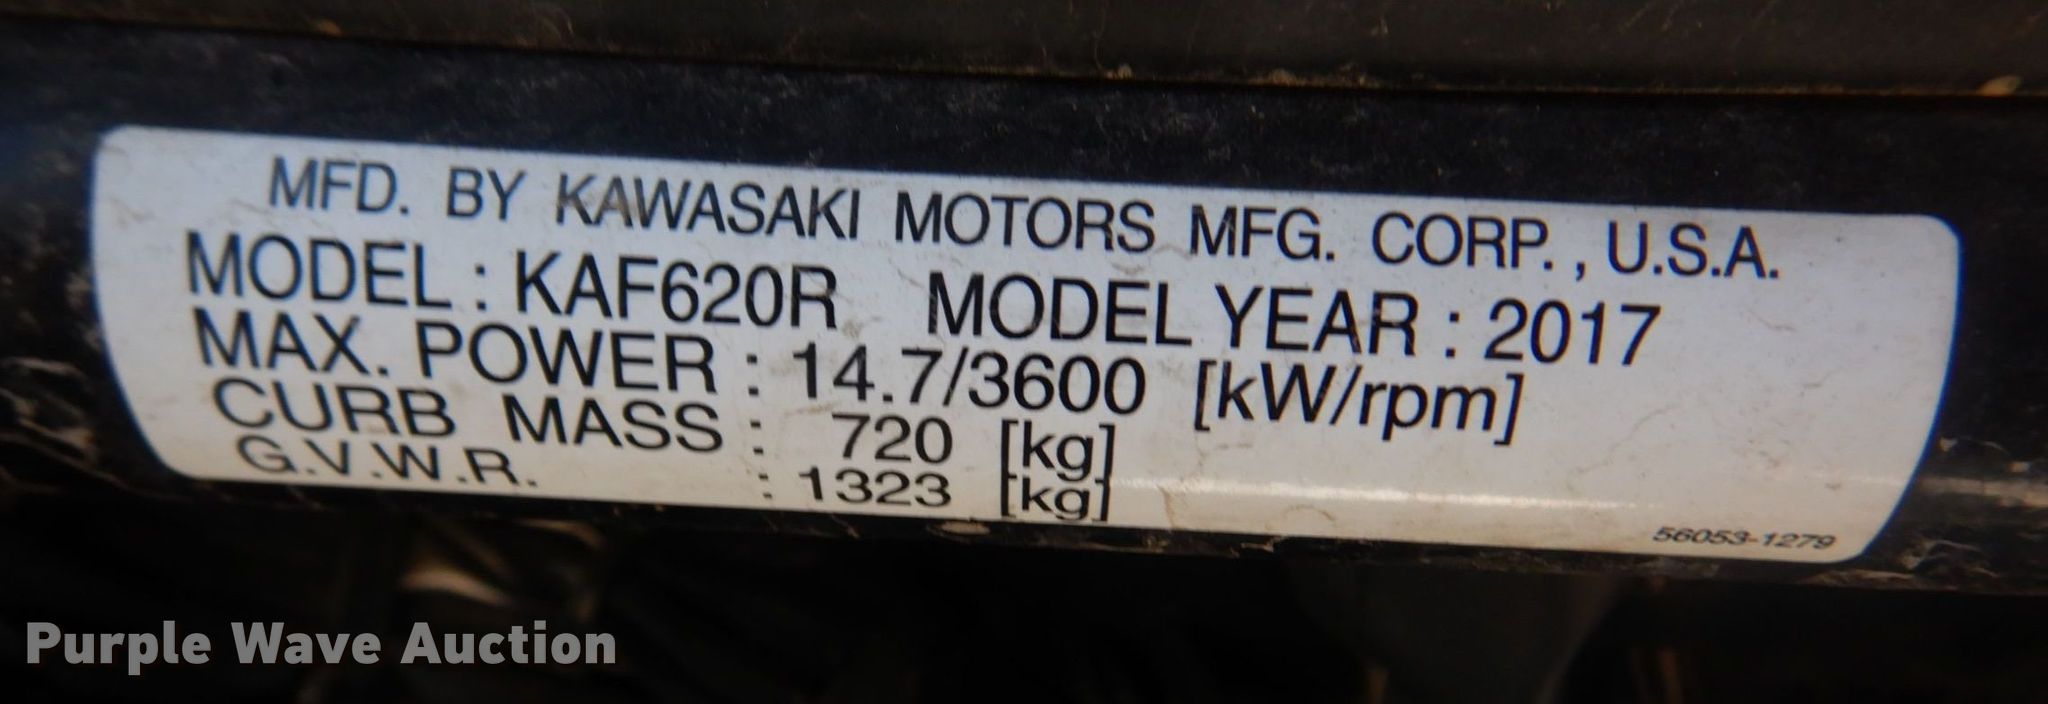 MFD. BY KAWASAKI MOTORS MFG. CORP., U.S.A.
MODEL : KAF620R MODEL YEAR : 2017
MAX. POWER : 14.7/3600 [kW/rpm]
CURB MASS : 720 [kg]
G.V.W.R. : 1323 [kg]
56053-1279
Purple Wave Auction